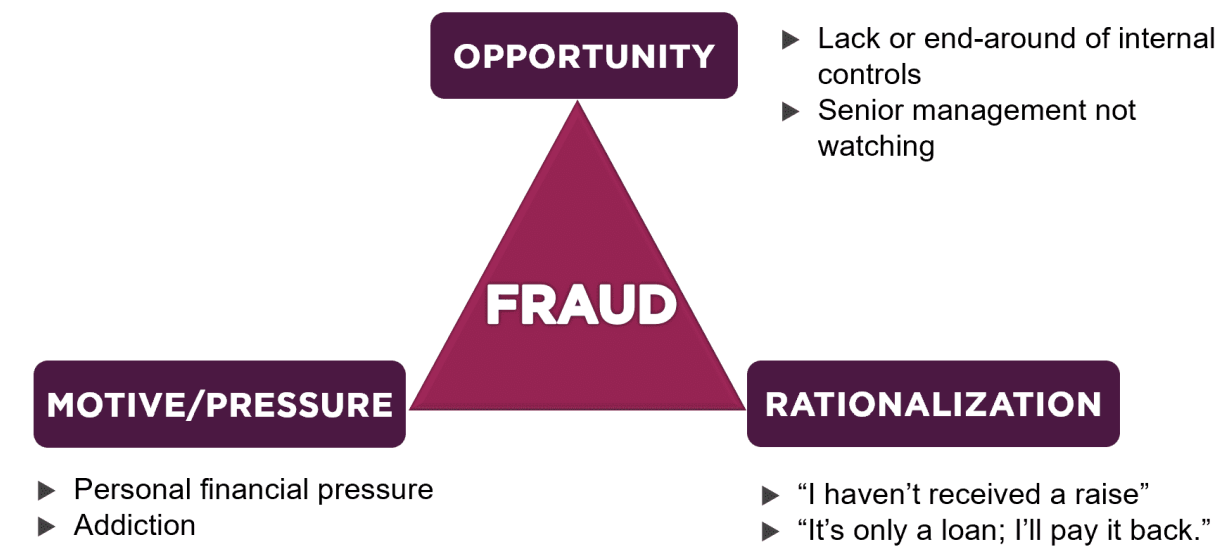 OPPORTUNITY
▶ Lack or end-around of internal
controls
▶ Senior management not
watching
FRAUD
MOTIVE/PRESSURE
▶ Personal financial pressure
▶ Addiction
RATIONALIZATION
▶ “I haven’t received a raise”
▶ “It’s only a loan; I’ll pay it back.”